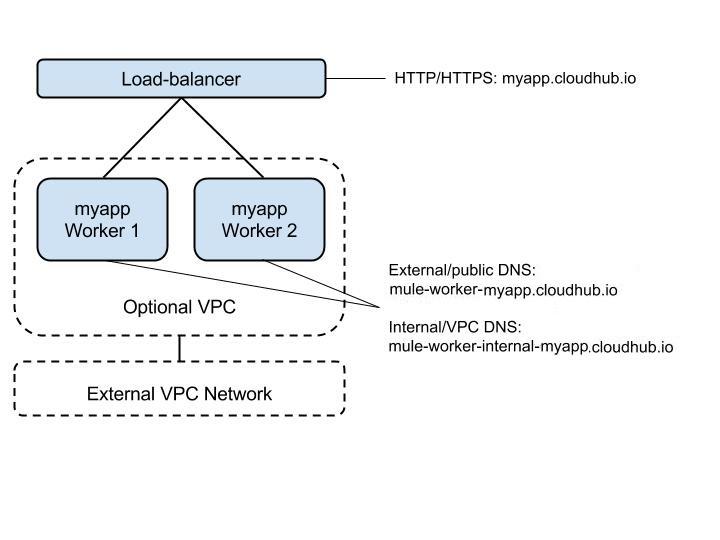 Load-balancer
HTTP/HTTPS: myapp.cloudhub.io
myapp
Worker 1
myapp
Worker 2
External/public DNS:
mule-worker-myapp.cloudhub.io
Optional VPC
Internal/VPC DNS:
mule-worker-internal-myapp.cloudhub.io
External VPC Network